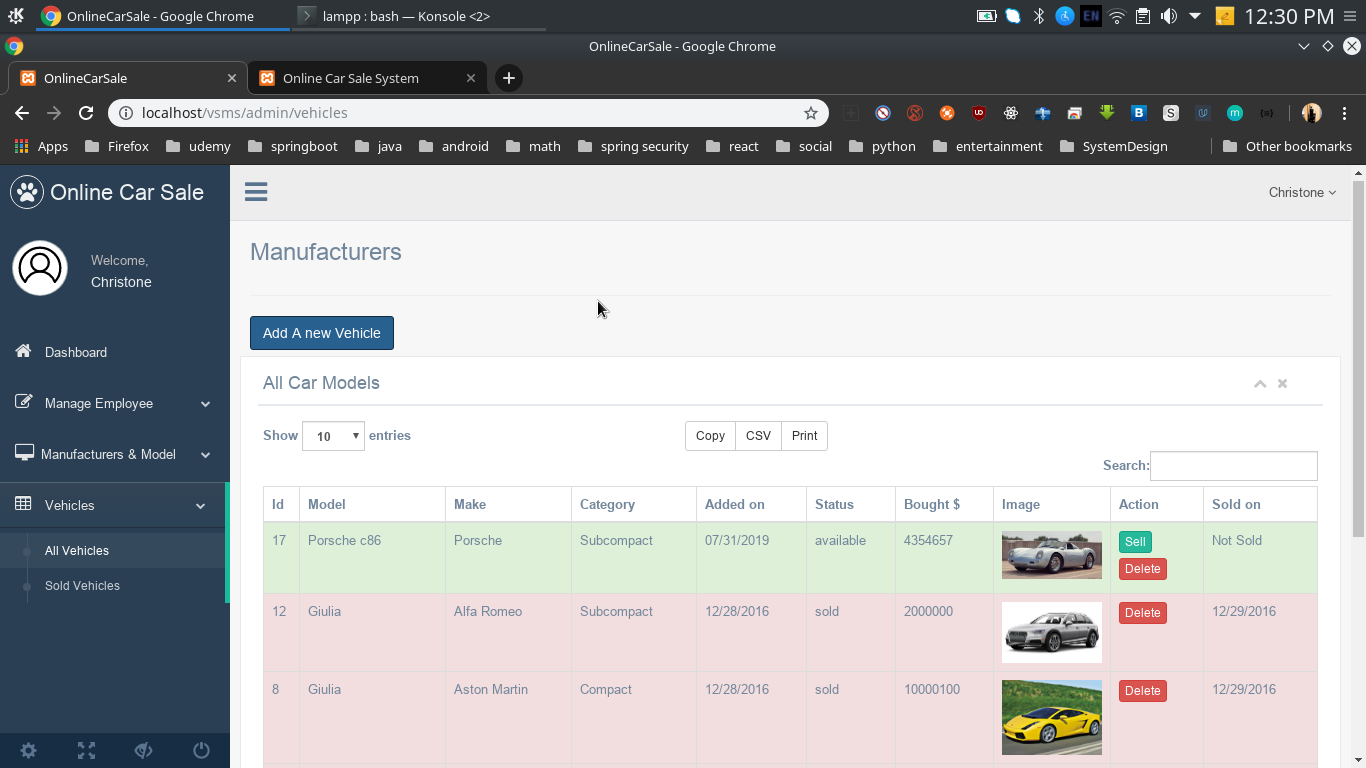 OnlineCarSale - Google Chrome
lampp : bash — Konsole <2>
EN
12:30 PM
OnlineCarSale - Google Chrome
OnlineCarSale
Online Car Sale System
localhost/vsms/admin/vehicles
Apps Firefox udemy springboot java android math spring security react social python entertainment SystemDesign Other bookmarks
Online Car Sale
Christone
Welcome,
Christone
Dashboard
Manage Employee
Manufacturers & Model
Vehicles
All Vehicles
Sold Vehicles
Manufacturers
Add A new Vehicle
All Car Models
Show 10 entries
Copy CSV Print
Search:
Id Model Make Category Added on Status Bought $ Image Action Sold on
17 Porsche c86 Porsche Subcompact 07/31/2019 available 4354657 Sell Not Sold
Delete
12 Giulia Alfa Romeo Subcompact 12/28/2016 sold 2000000 Delete 12/29/2016
8 Giulia Aston Martin Compact 12/28/2016 sold 10000100 Delete 12/29/2016